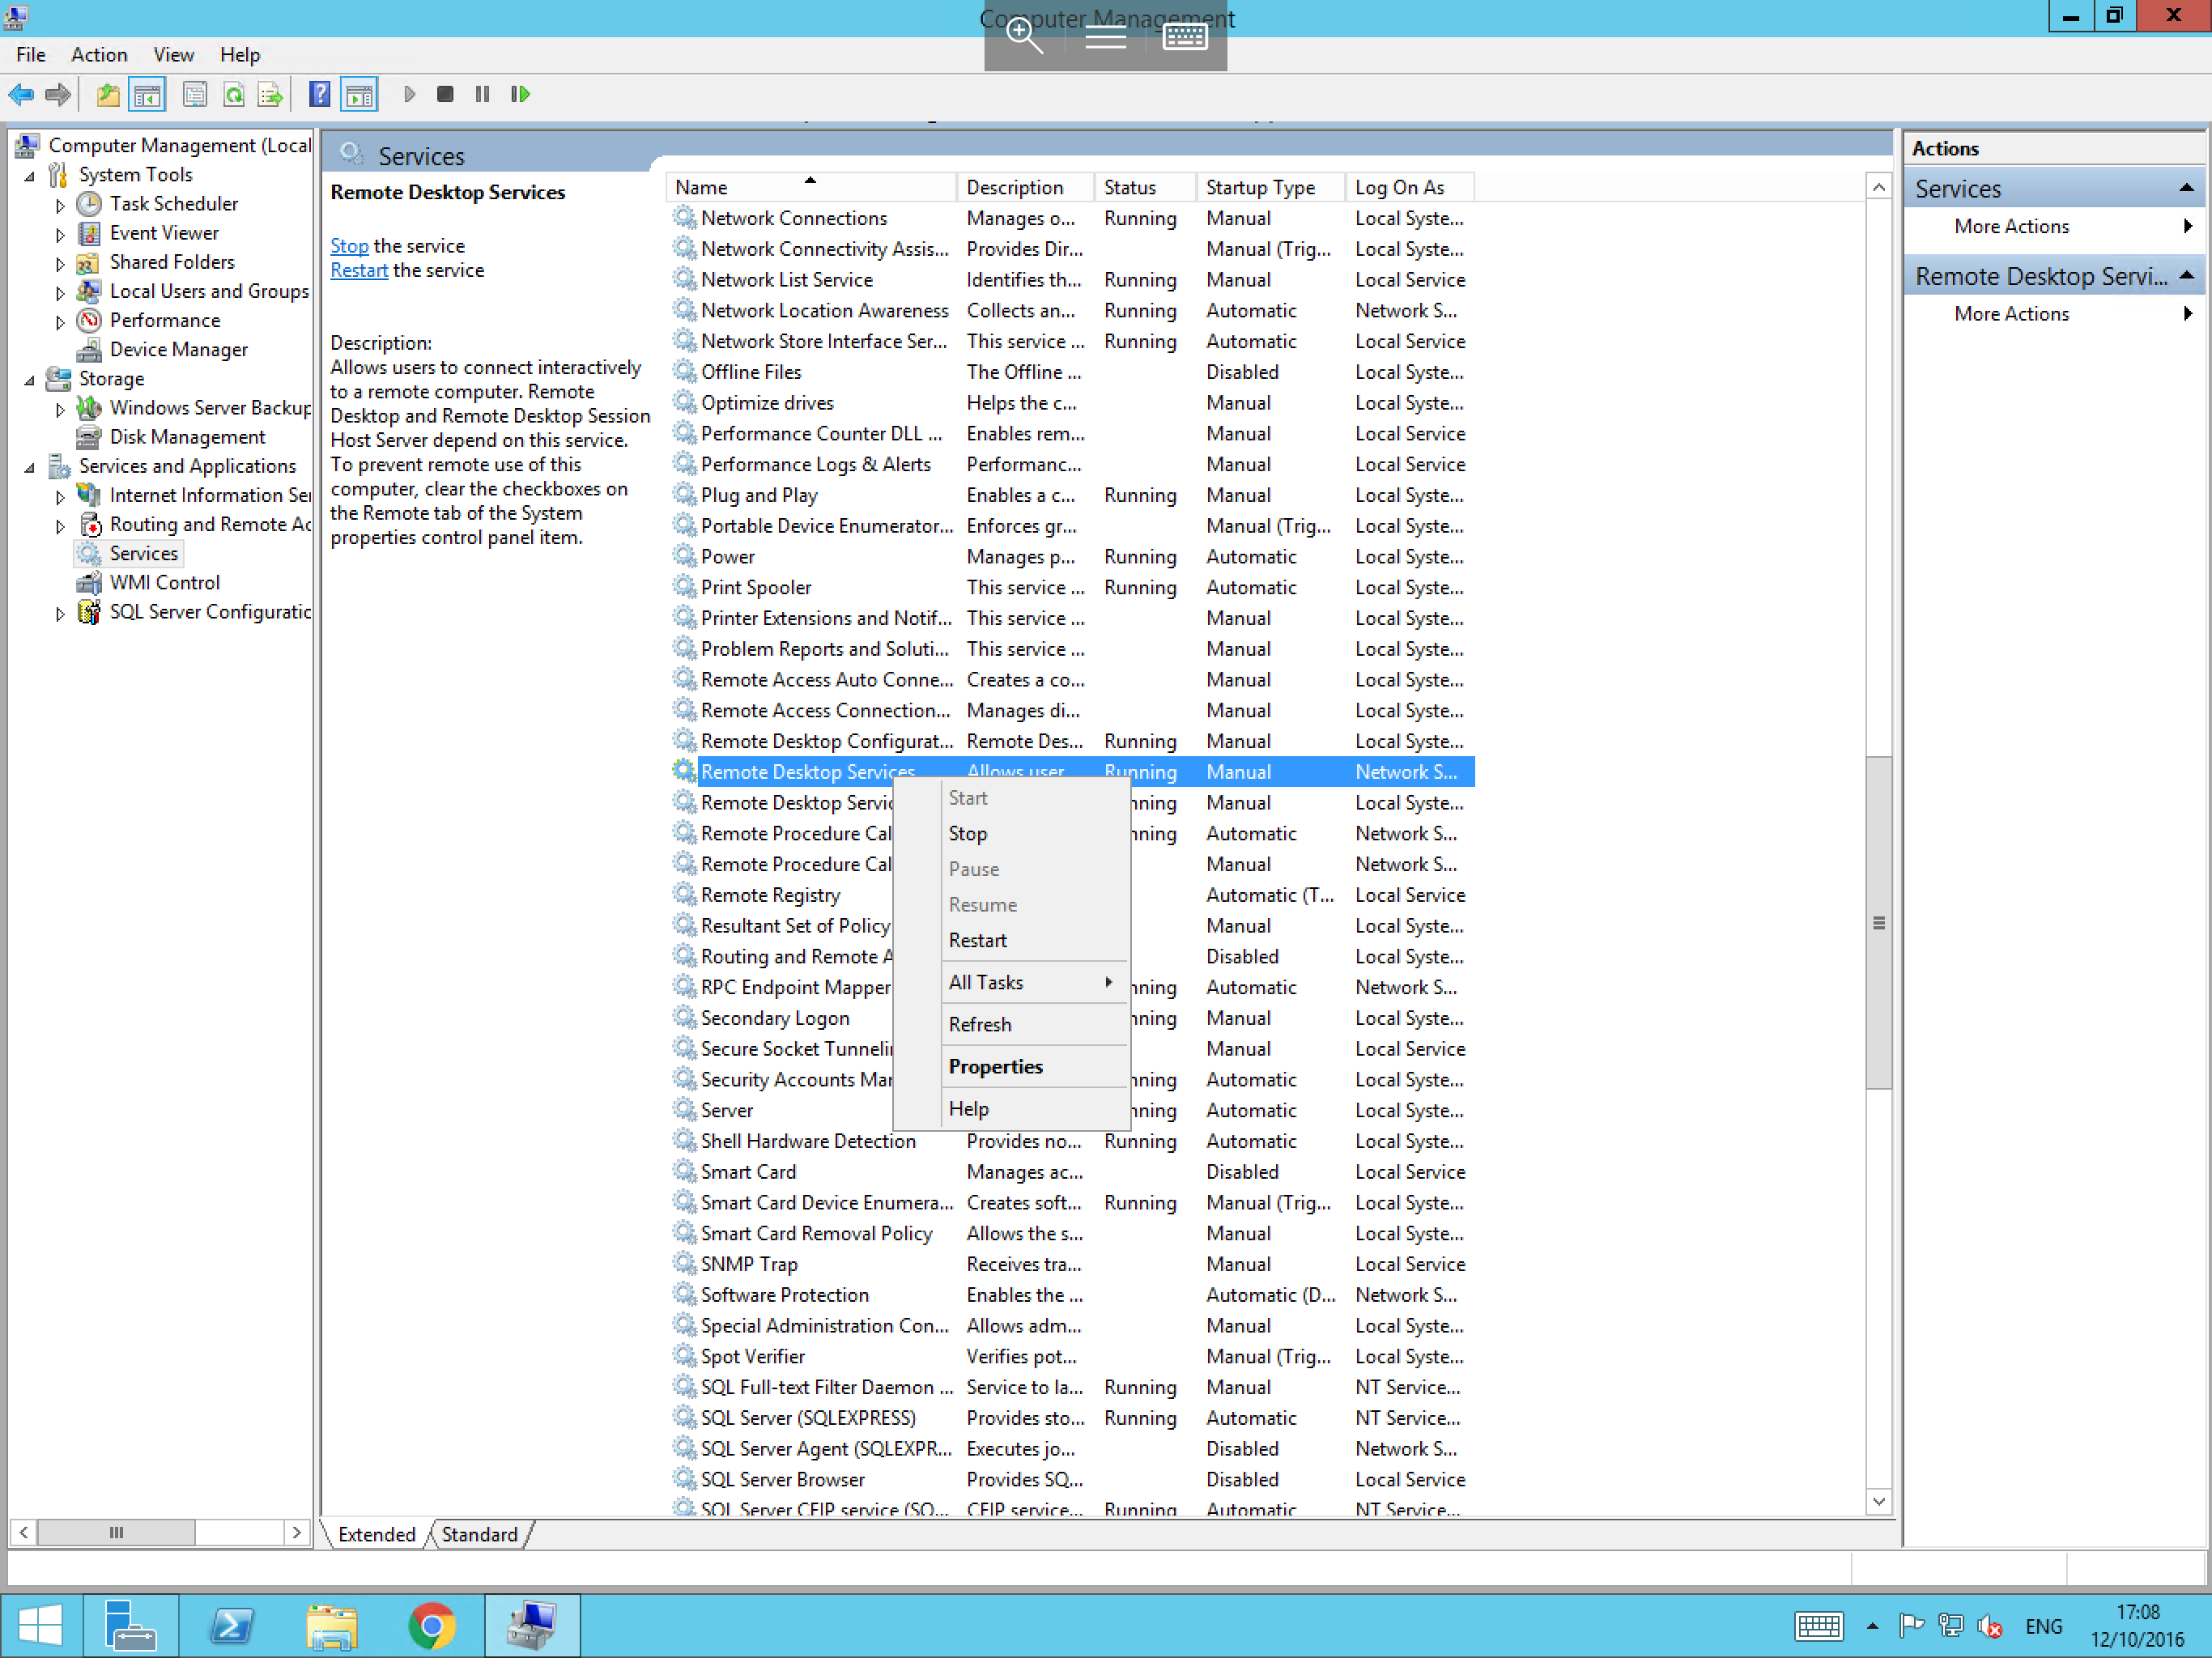 Computer Management
File Action View Help
Computer Management (Local
System Tools
Task Scheduler
Event Viewer
Shared Folders
Local Users and Groups
Performance
Device Manager
Storage
Windows Server Backup
Disk Management
Services and Applications
Internet Information Ser
Routing and Remote Ac
Services
WMI Control
SQL Server Configuratic
Services
Remote Desktop Services
Stop the service
Restart the service
Description:
Allows users to connect interactively
to a remote computer. Remote
Desktop and Remote Desktop Session
Host Server depend on this service.
To prevent remote use of this
computer, clear the checkboxes on
the Remote tab of the System
properties control panel item.
Name Description Status Startup Type Log On As
Network Connections Manages o... Running Manual Local Syste...
Network Connectivity Assis... Provides Dir... Manual (Trig... Local Syste...
Network List Service Identifies th... Running Manual Local Service
Network Location Awareness Collects an... Running Automatic Network S...
Network Store Interface Ser... This service ... Running Automatic Local Service
Offline Files The Offline ... Disabled Local Syste...
Optimize drives Helps the c... Manual Local Syste...
Performance Counter DLL ... Enables rem... Manual Local Service
Performance Logs & Alerts Performanc... Manual Local Service
Plug and Play Enables a c... Running Manual Local Syste...
Portable Device Enumerator... Enforces gr... Manual (Trig... Local Syste...
Power Manages p... Running Automatic Local Syste...
Print Spooler This service ... Running Automatic Local Syste...
Printer Extensions and Notif... This service ... Manual Local Syste...
Problem Reports and Soluti... This service ... Manual Local Syste...
Remote Access Auto Conne... Creates a co... Manual Local Syste...
Remote Access Connection... Manages di... Manual Local Syste...
Remote Desktop Configurat... Remote Des... Running Manual Local Syste...
Remote Desktop Services Allows user Running Manual Network S...
Remote Desktop Servic nning Manual Local Syste...
Remote Procedure Cal nning Automatic Network S...
Remote Procedure Cal Manual Network S...
Remote Registry Automatic (T... Local Service
Resultant Set of Policy Manual Local Syste...
Routing and Remote A Disabled Local Syste...
RPC Endpoint Mapper nning Automatic Network S...
Secondary Logon nning Manual Local Syste...
Secure Socket Tunneli Manual Local Service
Security Accounts Mar nning Automatic Local Syste...
Server nning Automatic Local Syste...
Shell Hardware Detection Provides no... Running Automatic Local Syste...
Smart Card Manages ac... Disabled Local Service
Smart Card Device Enumera... Creates soft... Running Manual (Trig... Local Syste...
Smart Card Removal Policy Allows the s... Manual Local Syste...
SNMP Trap Receives tra... Manual Local Service
Software Protection Enables the ... Automatic (D... Network S...
Special Administration Con... Allows adm... Manual Local Syste...
Spot Verifier Verifies pot... Manual (Trig... Local Syste...
SQL Full-text Filter Daemon ... Service to la... Running Manual NT Service...
SQL Server (SQLEXPRESS) Provides sto... Running Automatic NT Service...
SQL Server Agent (SQLEXPR... Executes jo... Disabled Network S...
SQL Server Browser Provides SQ... Disabled Local Service
SQL Server CEIP service (SQ... CEIP service... Running Automatic NT Service...
Start
Stop
Pause
Resume
Restart
All Tasks
Refresh
Properties
Help
Extended Standard
Actions
Services
More Actions
Remote Desktop Servi...
More Actions
ENG
17:08
12/10/2016